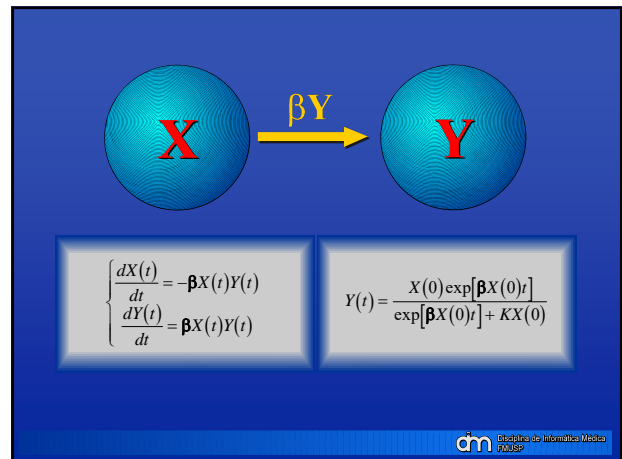 X
βY
Y
dX(t)/dt = −βX(t)Y(t)
dY(t)/dt = βX(t)Y(t)
Y(t) = X(0)exp[βX(0)t] / exp[βX(0)t] + KX(0)
dim
Disciplina de Informática Médica
FMUSP